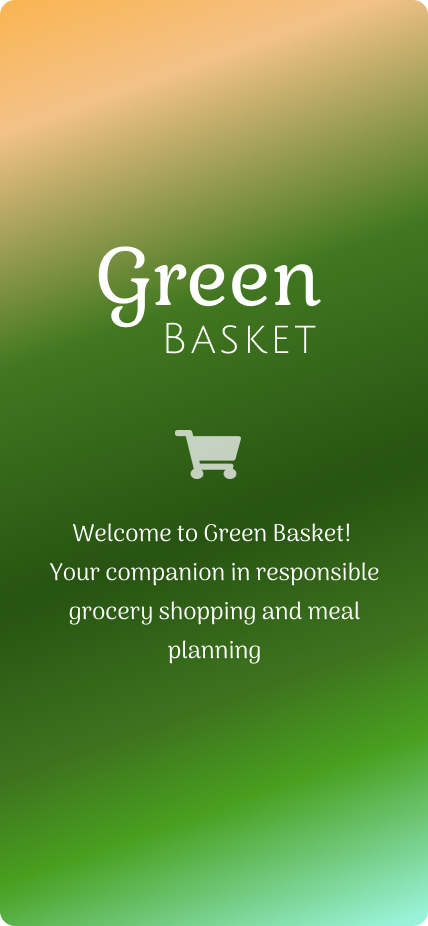 Green
BASKET
Welcome to Green Basket!
Your companion in responsible
grocery shopping and meal
planning